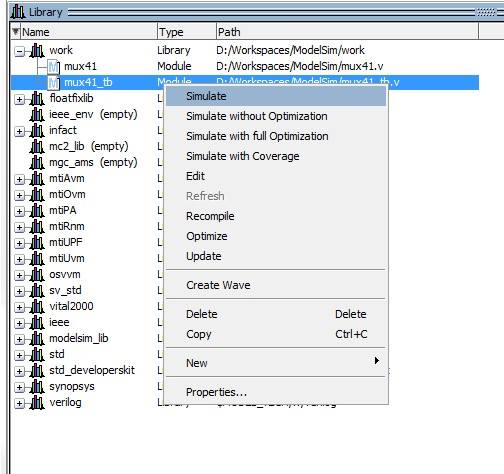 Library
Name Type Path
work Library D:/Workspaces/ModelSim/work
mux41 Module D:/Workspaces/ModelSim/mux41.v
mux41_tb Module D:/Workspaces/ModelSim/mux41_tb.v
floatfixlib
ieee_env (empty)
infact
mc2_lib (empty)
mgc_ams (empty)
mtiAvm
mtiOvm
mtiPA
mtiRnm
mtiUPF
mtiUvm
osvvm
sv_std
vital2000
ieee
modelsim_lib
std
std_developerskit
synopsys
verilog
Simulate
Simulate without Optimization
Simulate with full Optimization
Simulate with Coverage
Edit
Refresh
Recompile
Optimize
Update
Create Wave
Delete Delete
Copy Ctrl+C
New
Properties...